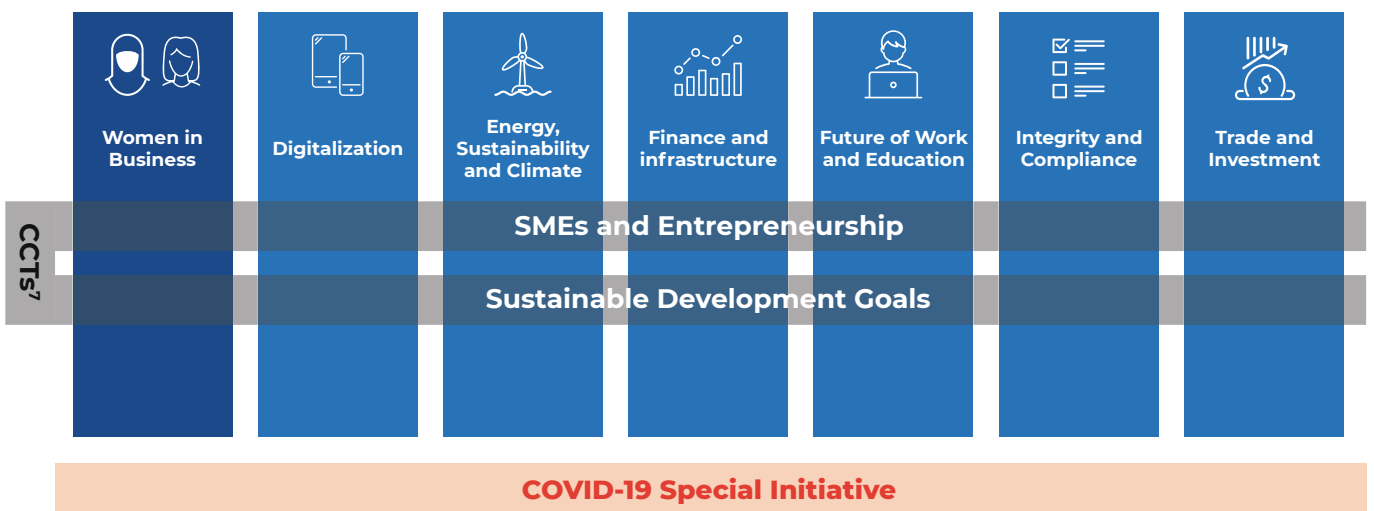 Women in
Business
Digitalization
Energy,
Sustainability
and Climate
Finance and
infrastructure
Future of Work
and Education
Integrity and
Compliance
Trade and
Investment
CCTs⁷
SMEs and Entrepreneurship
Sustainable Development Goals
COVID-19 Special Initiative